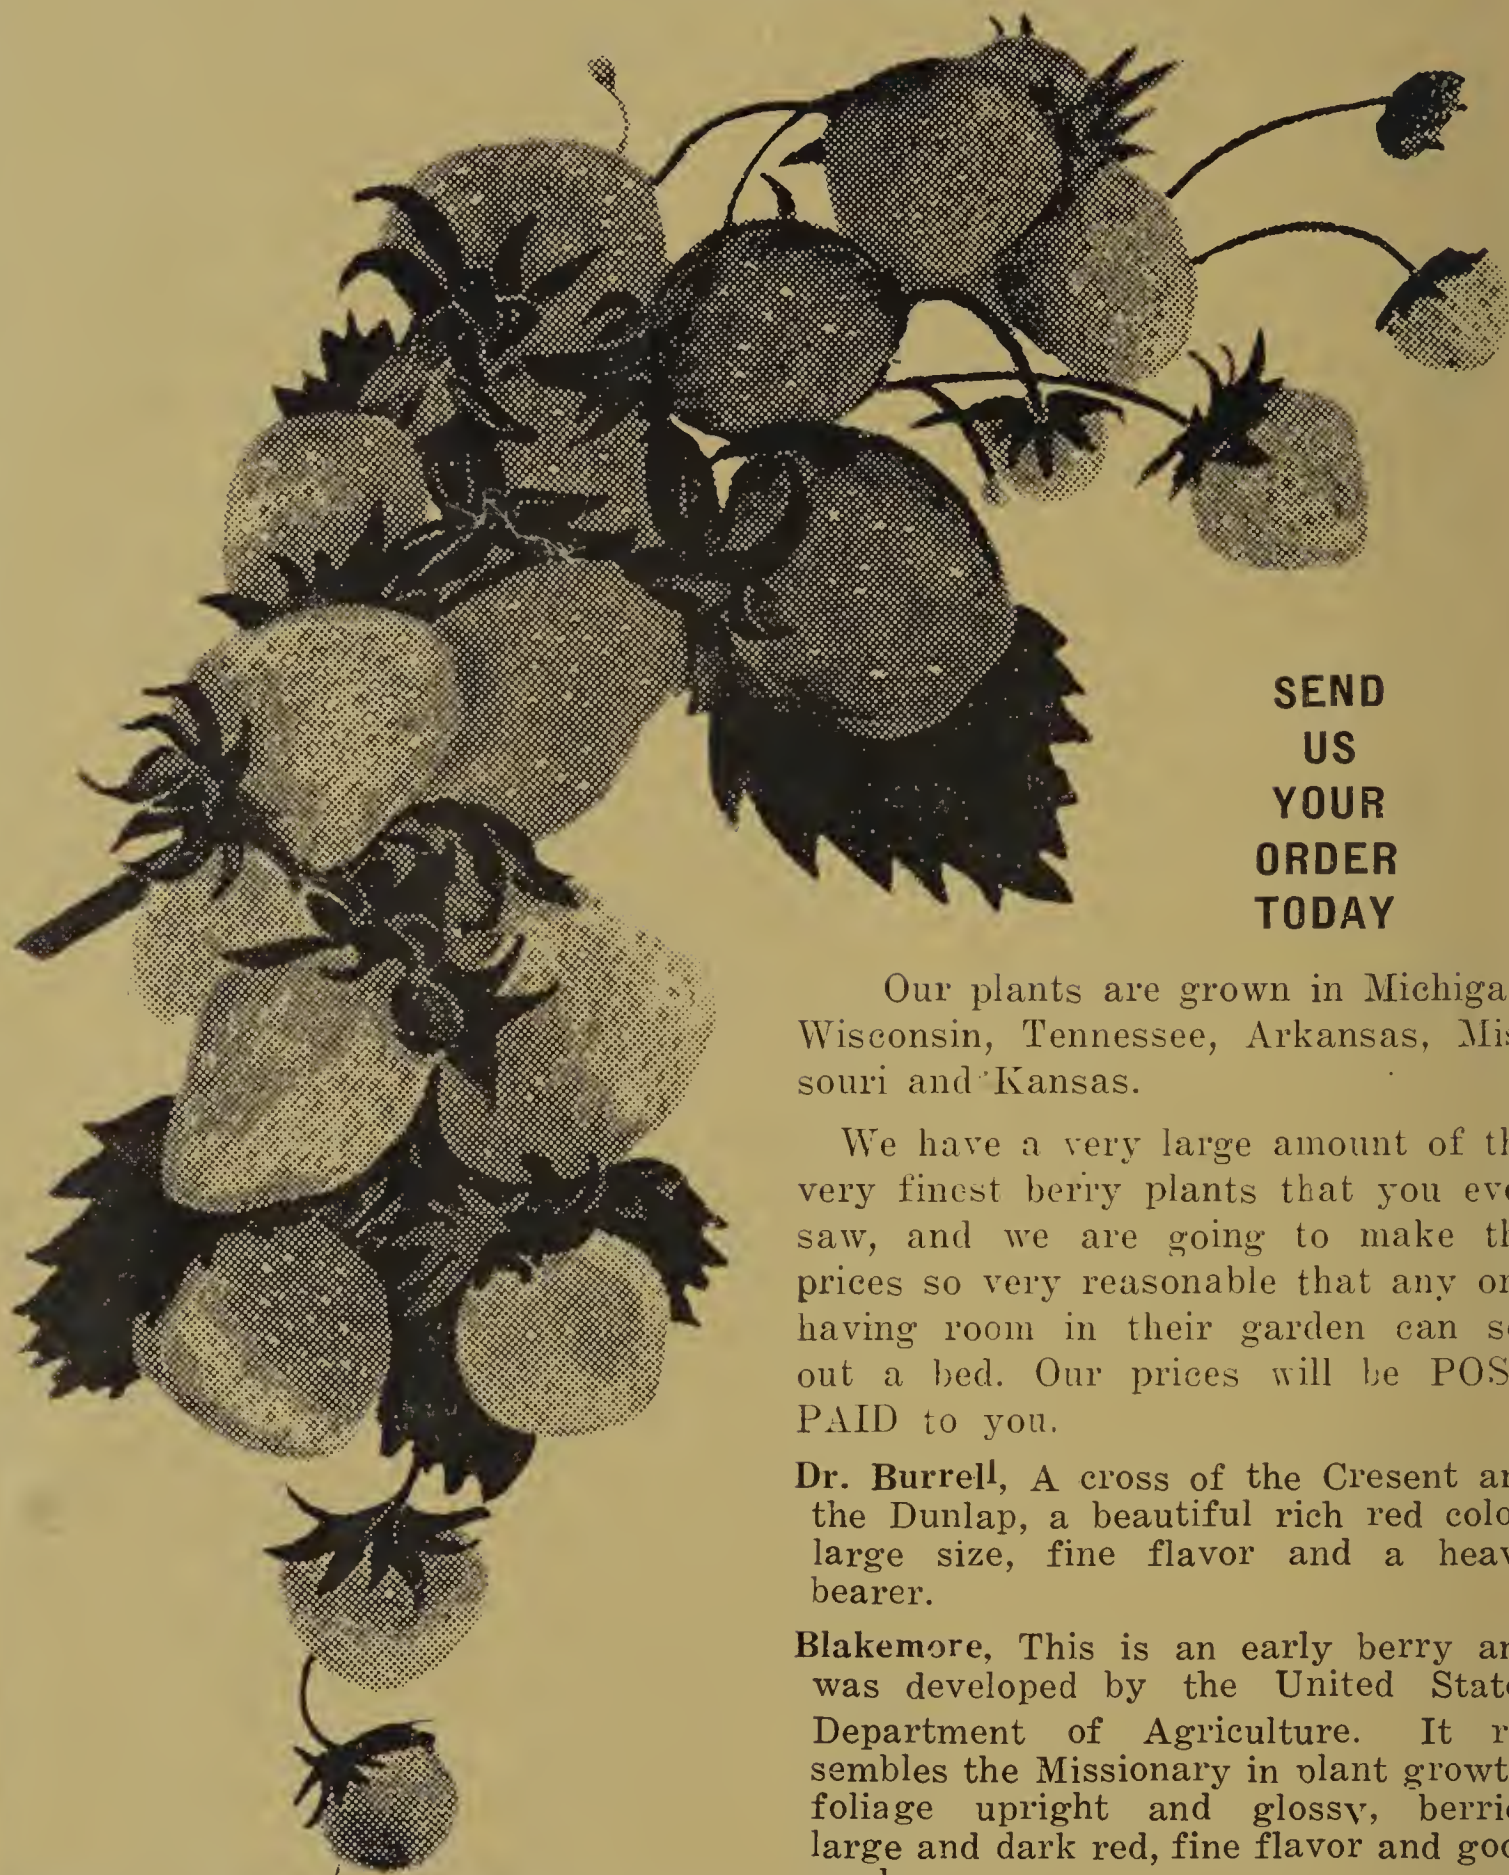 SEND
US
YOUR
ORDER
TODAY
Our plants are grown in Michiga
Wisconsin, Tennessee, Arkansas, Mis
souri and Kansas.
We have a very large amount of th
very finest berry plants that you eve
saw, and we are going to make th
prices so very reasonable that any on
having room in their garden can se
out a bed. Our prices will be POS
PAID to you.
Dr. Burrell, A cross of the Cresent an
the Dunlap, a beautiful rich red colo
large size, fine flavor and a heav
bearer.
Blakemore, This is an early berry an
was developed by the United State
Department of Agriculture. It r
sembles the Missionary in plant growt
foliage upright and glossy, berrie
large and dark red, fine flavor and goo